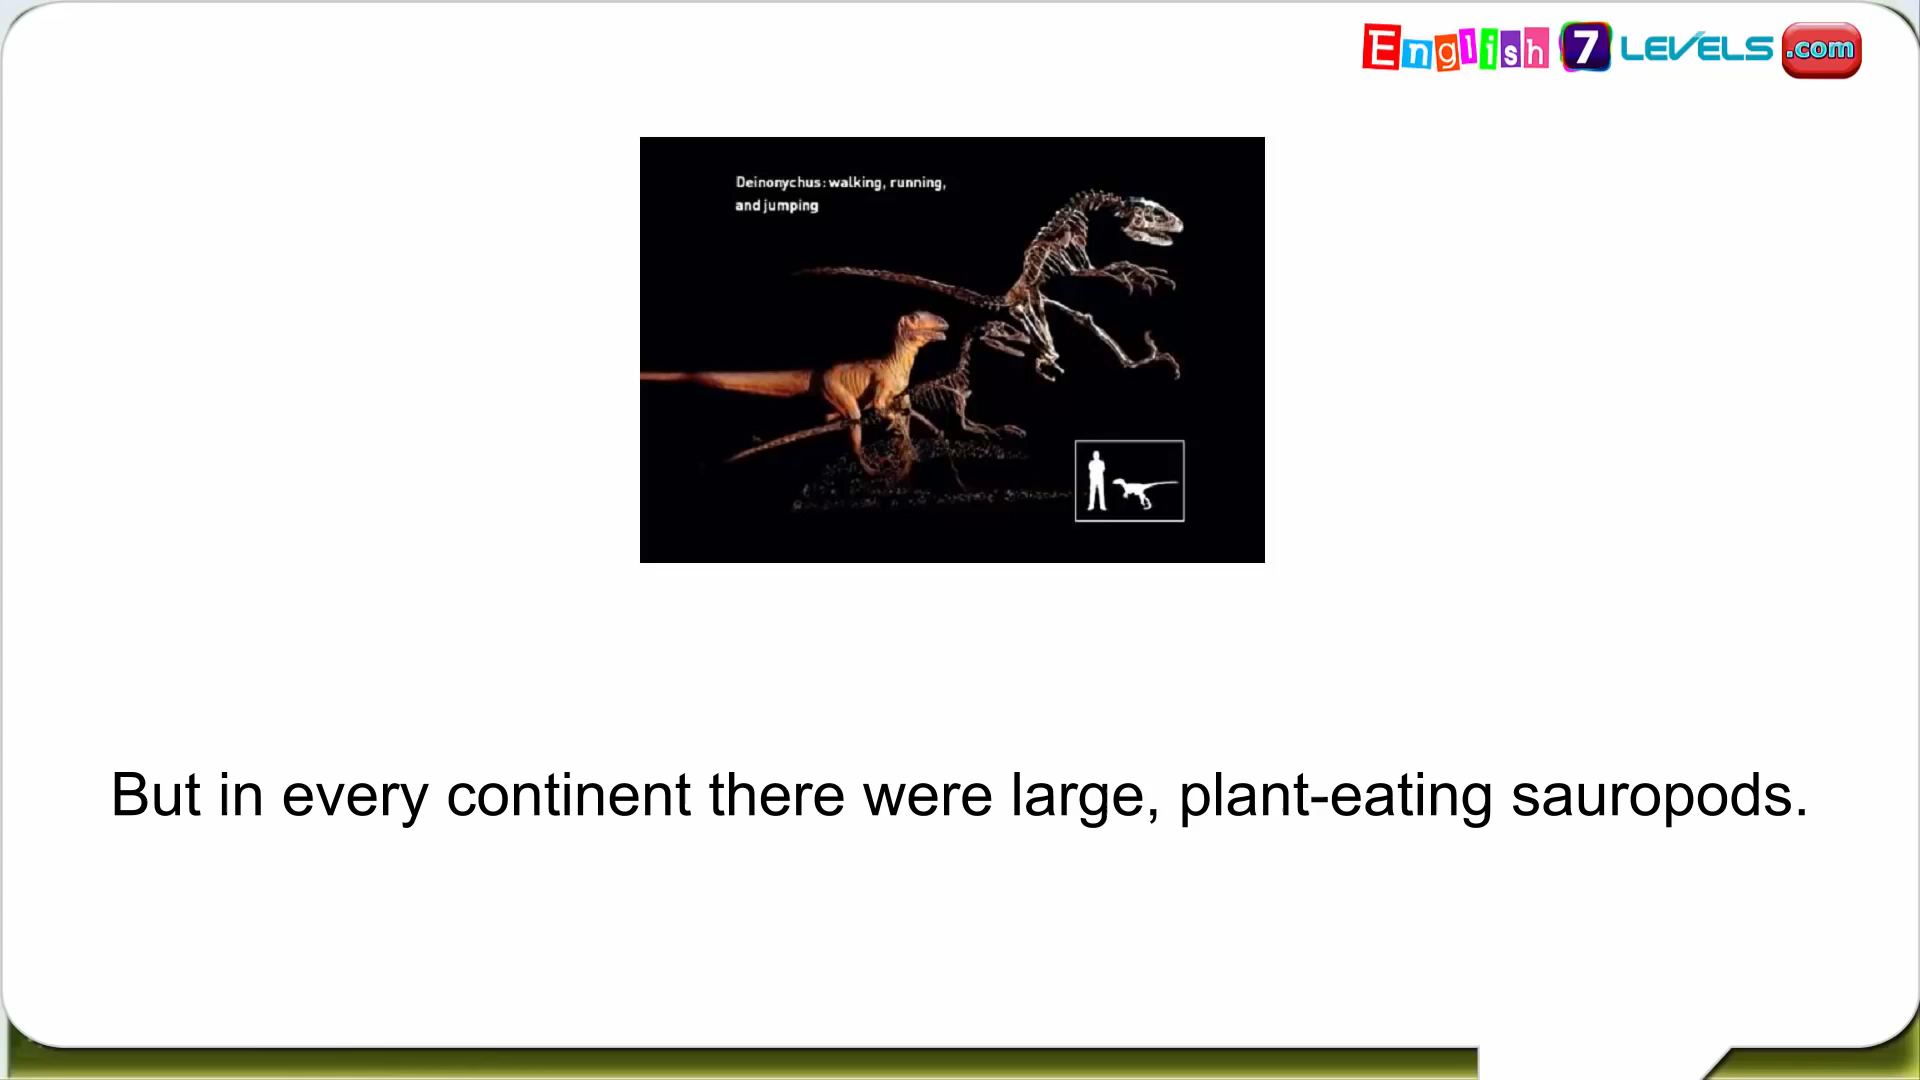 English 7 LEVELS .com
Deinonychus: walking, running,
and jumping
But in every continent there were large, plant-eating sauropods.